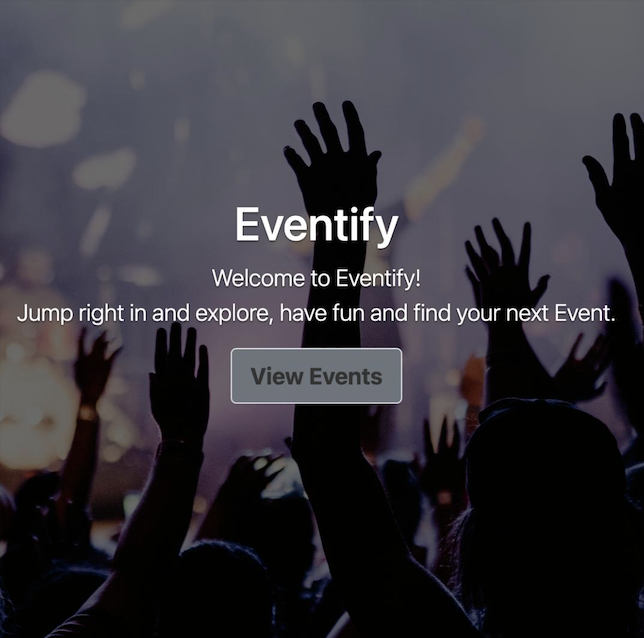 Eventify
Welcome to Eventify!
Jump right in and explore, have fun and find your next Event.
View Events